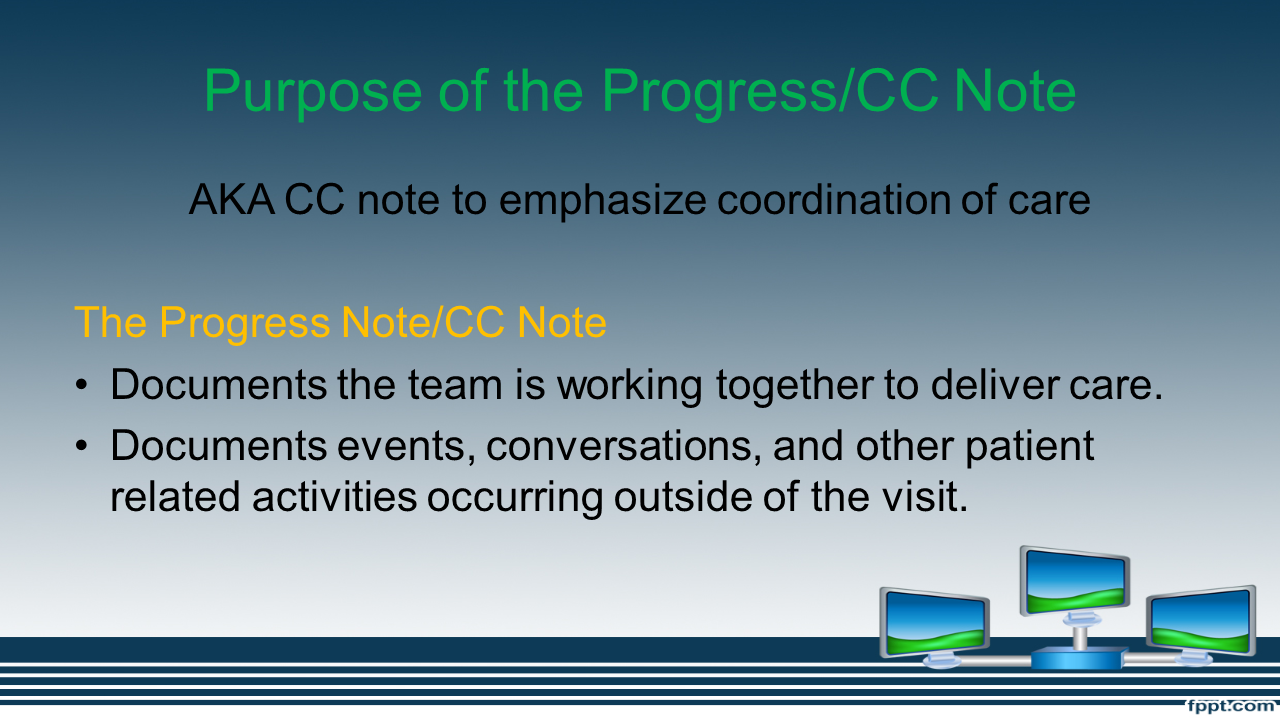 Purpose of the Progress/CC Note
AKA CC note to emphasize coordination of care
The Progress Note/CC Note
• Documents the team is working together to deliver care.
• Documents events, conversations, and other patient
related activities occurring outside of the visit.
fppt.com